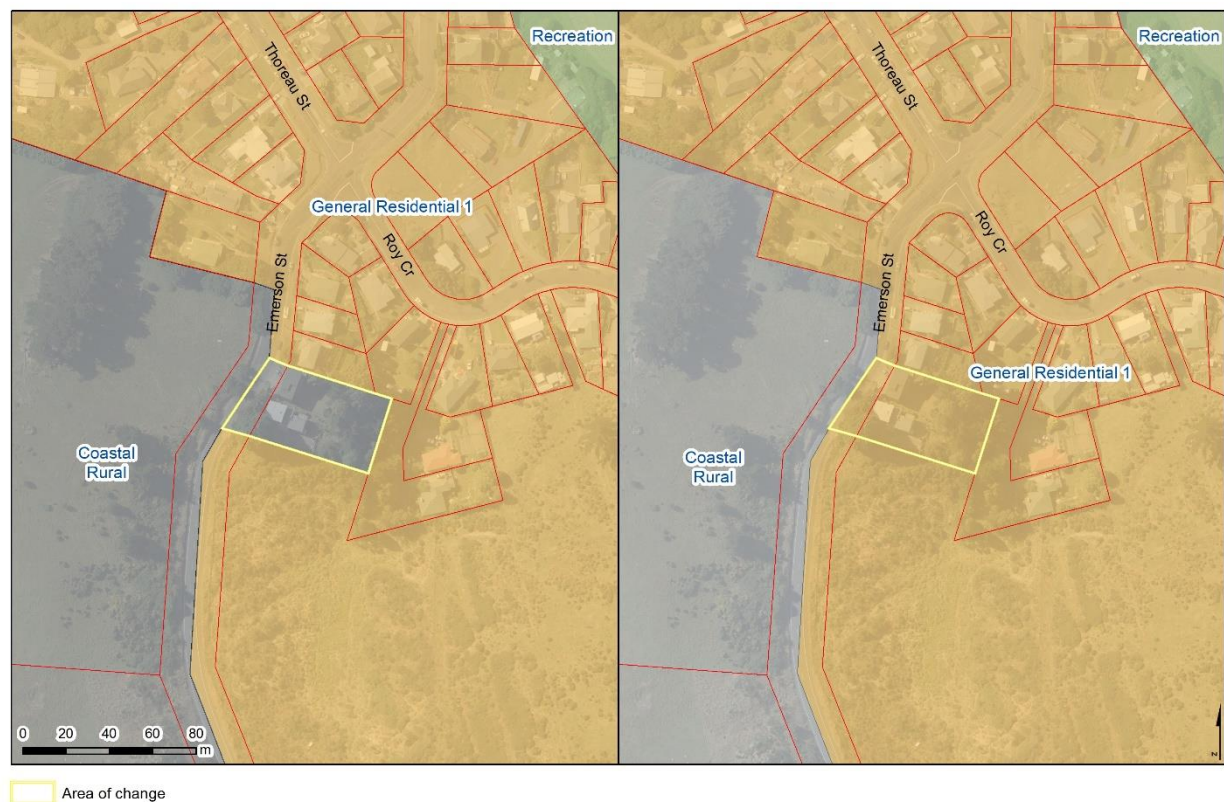 Recreation
Thoreau St
General Residential 1
Roy Cr
Emerson St
Coastal
Rural
0 20 40 60 80
m
Recreation
Thoreau St
Roy Cr
Emerson St
General Residential 1
Coastal
Rural
N
Area of change